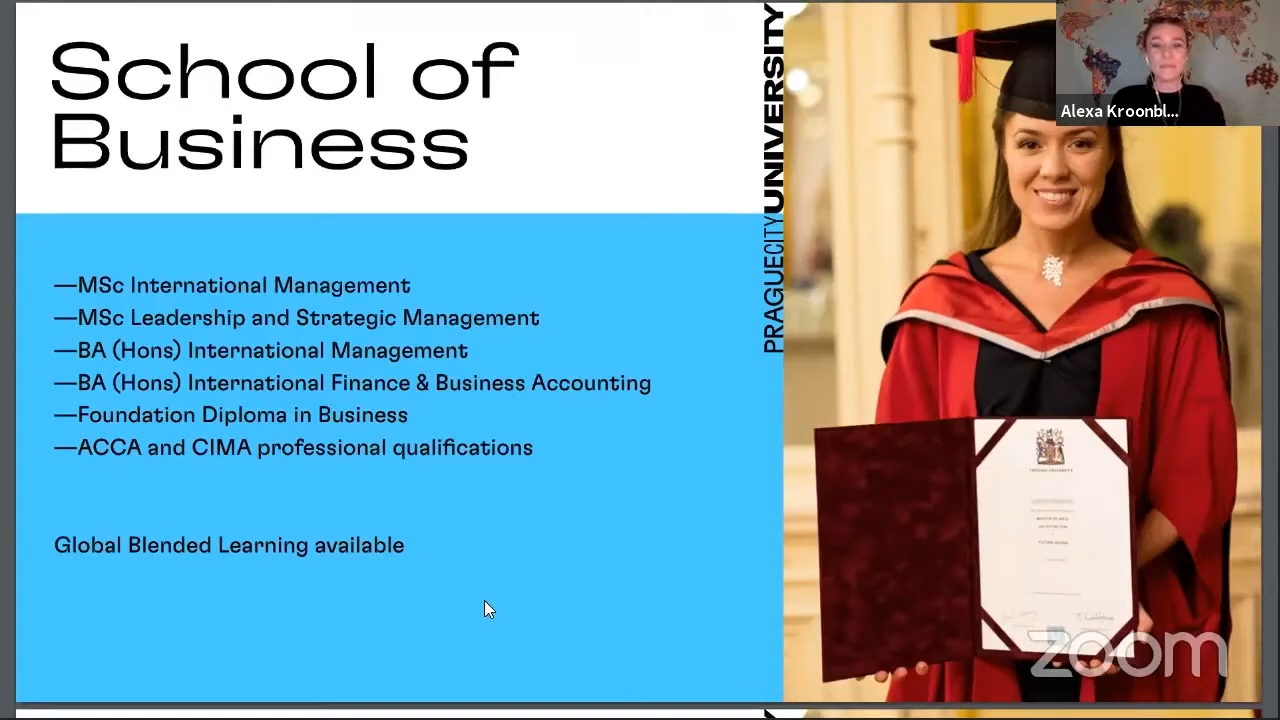 School of
Business
PRAGUECITYUNIVERSITY
Alexa Kroonbl...
—MSc International Management
—MSc Leadership and Strategic Management
—BA (Hons) International Management
—BA (Hons) International Finance & Business Accounting
—Foundation Diploma in Business
—ACCA and CIMA professional qualifications
Global Blended Learning available
zoom